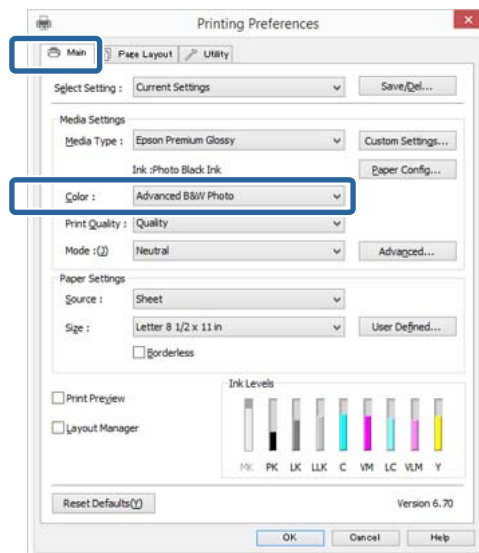 Printing Preferences
Main Page Layout Utility
Select Setting : Current Settings Save/Del...
Media Settings
Media Type : Epson Premium Glossy Custom Settings...
Ink :Photo Black Ink Paper Config...
Color : Advanced B&W Photo
Print Quality : Quality
Mode :(J) Neutral Advanced...
Paper Settings
Source : Sheet
Size : Letter 8 1/2 x 11 in User Defined...
Borderless
Ink Levels
Print Preview
Layout Manager
MK PK LK LLK C VM LC VLM Y
Reset Defaults(Y) Version 6.70
OK Cancel Help